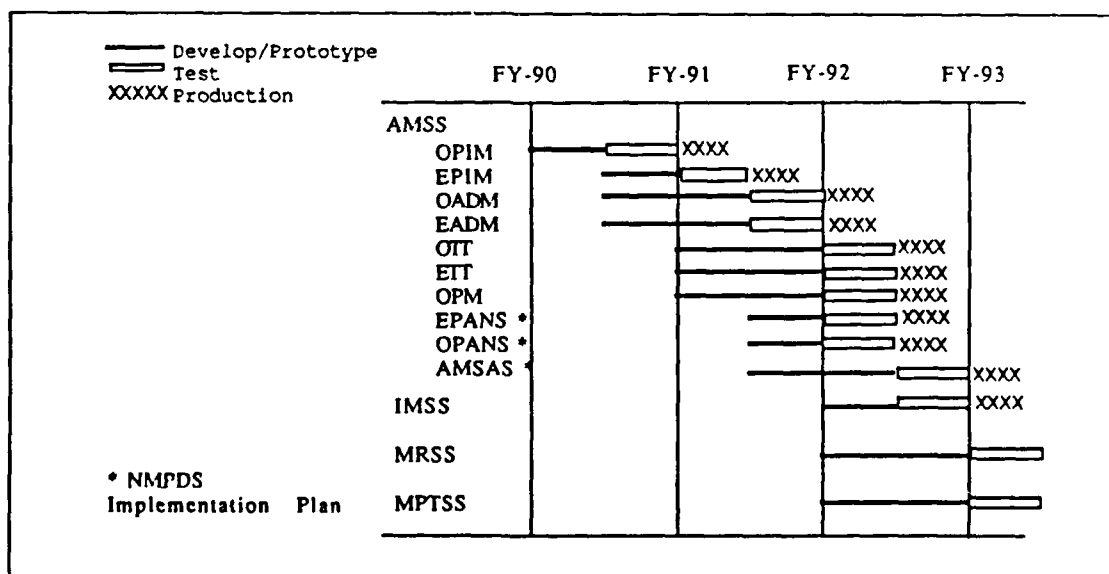 Develop/Prototype
Test
XXXXX Production
FY-90 FY-91 FY-92 FY-93
AMSS
OPIM XXXX
EPIM XXXX
OADM XXXX
EADM XXXX
OTT XXXX
ETT XXXX
OPM XXXX
EPANS * XXXX
OPANS * XXXX
AMSAS * XXXX
IMSS XXXX
MRSS
* NMPDS
Implementation Plan MPTSS